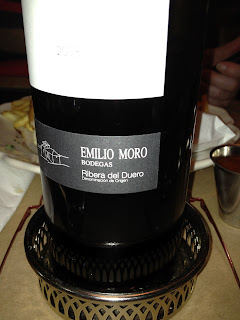 EMILIO MORO
BODEGAS
Ribera del Duero
Denominación de Origen